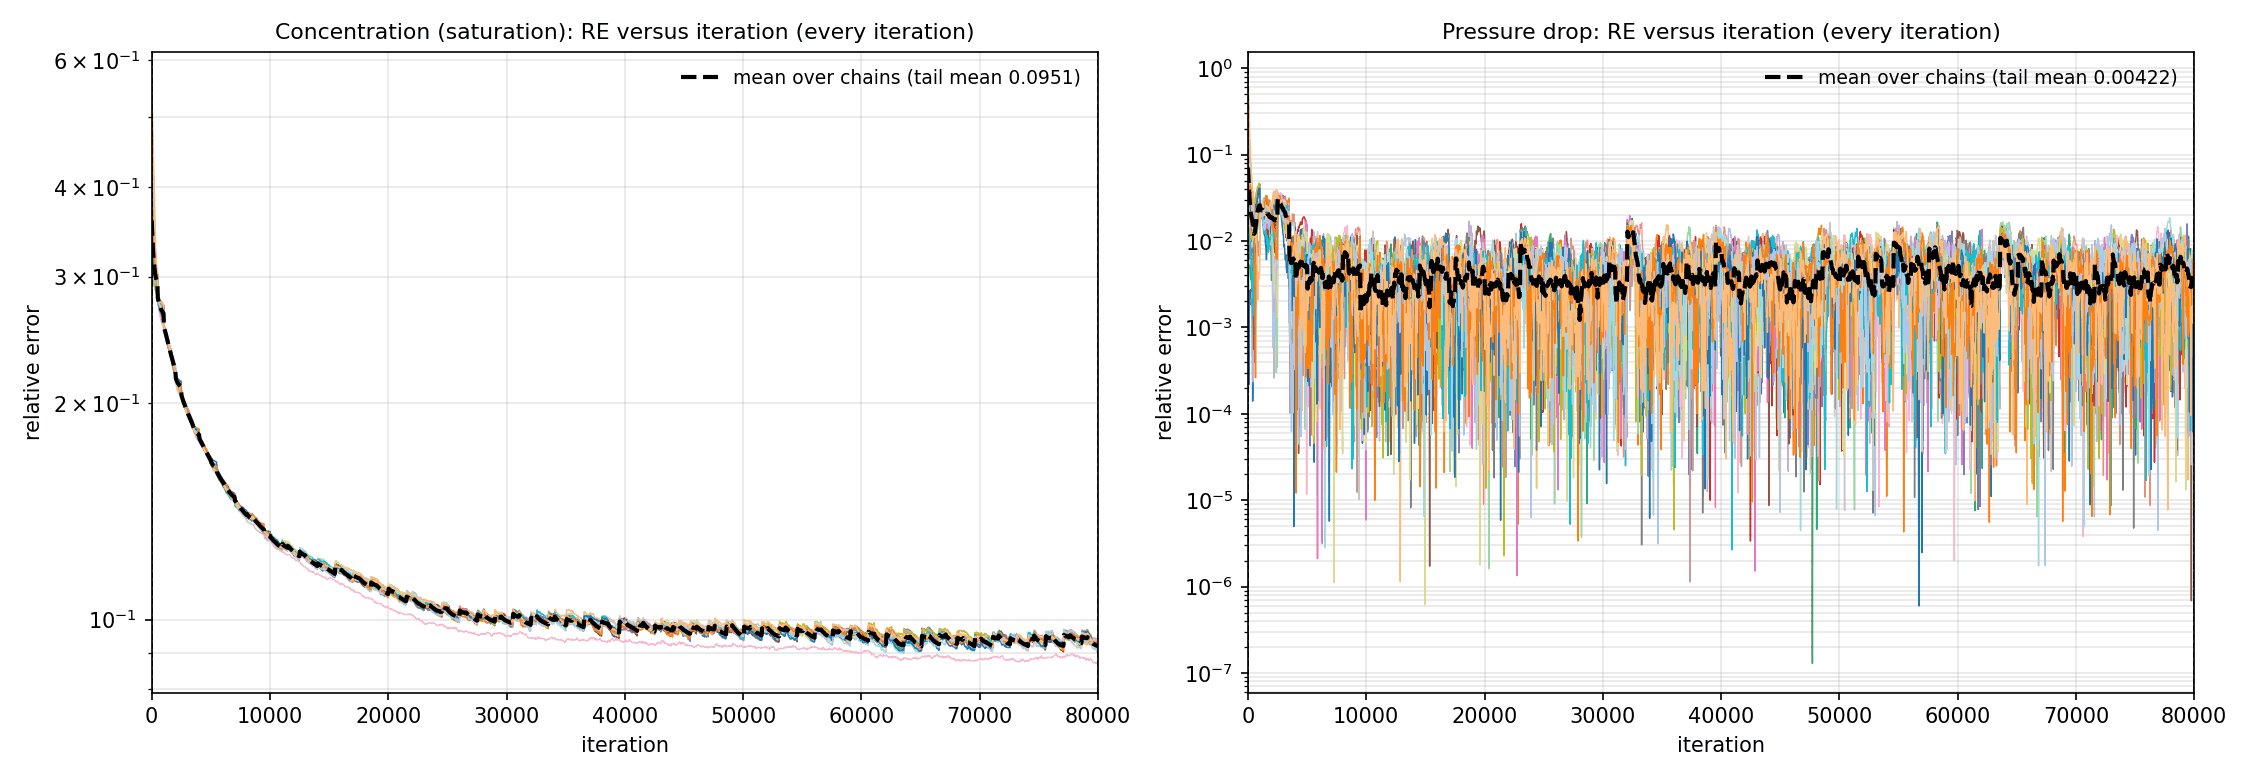 Concentration (saturation): RE versus iteration (every iteration)
mean over chains (tail mean 0.0951)
relative error
6 × 10⁻¹
4 × 10⁻¹
3 × 10⁻¹
2 × 10⁻¹
10⁻¹
0 10000 20000 30000 40000 50000 60000 70000 80000
iteration
Pressure drop: RE versus iteration (every iteration)
mean over chains (tail mean 0.00422)
relative error
10⁰
10⁻¹
10⁻²
10⁻³
10⁻⁴
10⁻⁵
10⁻⁶
10⁻⁷
0 10000 20000 30000 40000 50000 60000 70000 80000
iteration